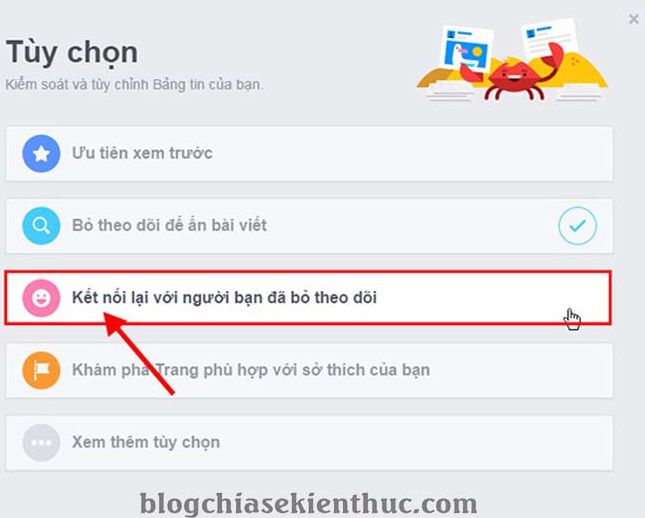 Tùy chọn
Kiểm soát và tùy chỉnh Bảng tin của bạn.
Ưu tiên xem trước
Bỏ theo dõi để ẩn bài viết
Kết nối lại với người bạn đã bỏ theo dõi
Khám phá Trang phù hợp với sở thích của bạn
Xem thêm tùy chọn
blogchiasekienthuc.com